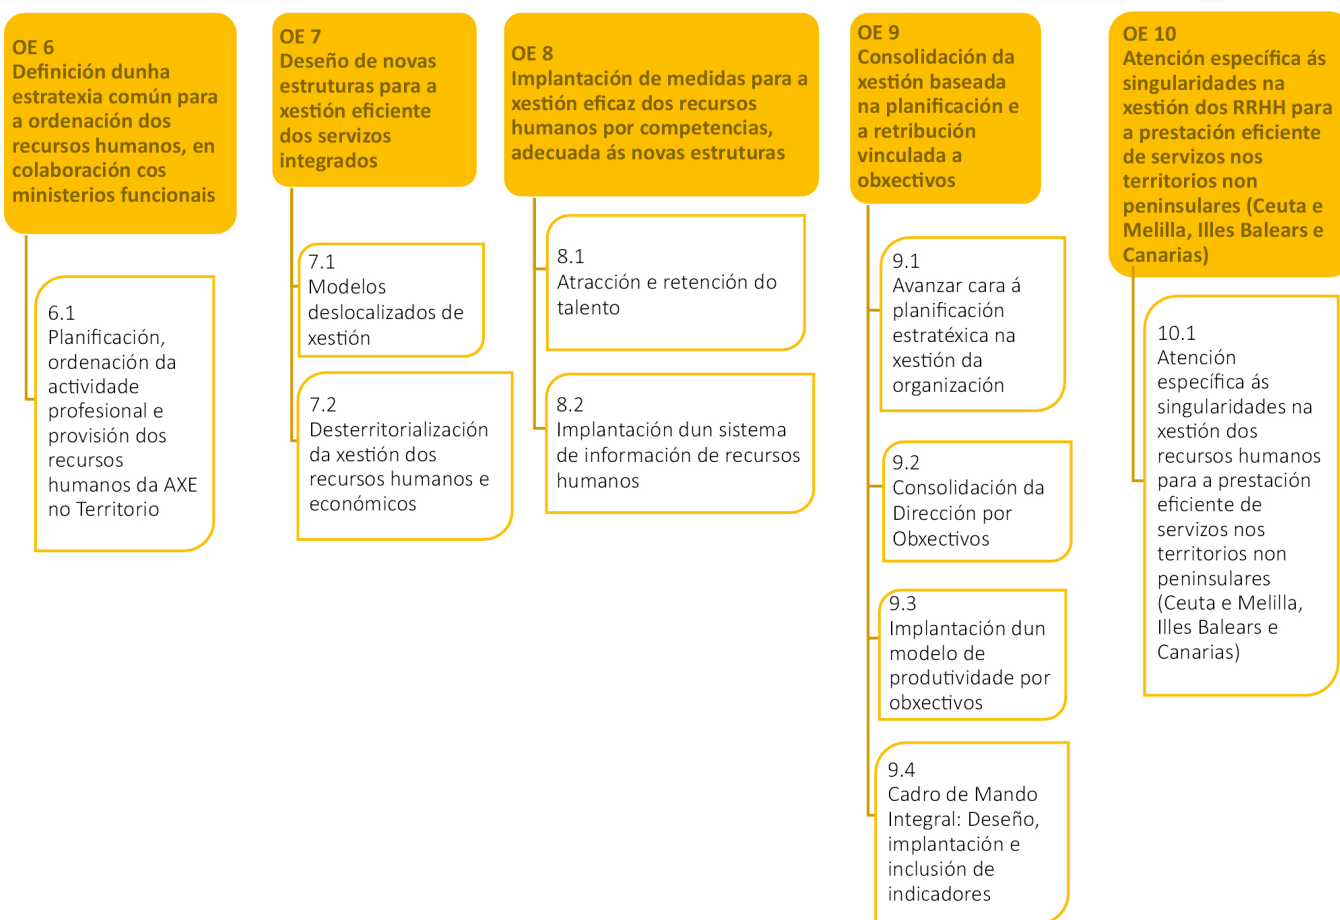 OE 6
Definición dunha
estratexia común para
a ordenación dos
recursos humanos, en
colaboración cos
ministerios funcionais
6.1
Planificación,
ordenación da
actividade
profesional e
provisión dos
recursos
humanos da AXE
no Territorio
OE 7
Deseño de novas
estruturas para a
xestión eficiente
dos servizos
integrados
7.1
Modelos
deslocalizados de
xestión
7.2
Desterritorialización
da xestión dos
recursos humanos e
económicos
OE 8
Implantación de medidas para a
xestión eficaz dos recursos
humanos por competencias,
adecuada ás novas estruturas
8.1
Atracción e retención do
talento
8.2
Implantación dun sistema
de información de recursos
humanos
OE 9
Consolidación da
xestión baseada
na planificación e
a retribución
vinculada a
obxectivos
9.1
Avanzar cara á
planificación
estratéxica na
xestión da
organización
9.2
Consolidación da
Dirección por
Obxectivos
9.3
Implantación dun
modelo de
produtividade por
obxectivos
9.4
Cadro de Mando
Integral: Deseño,
implantación e
inclusión de
indicadores
OE 10
Atención específica ás
singularidades na
xestión dos RRHH para
a prestación eficiente
de servizos nos
territorios non
peninsulares (Ceuta e
Melilla, Illes Balears e
Canarias)
10.1
Atención
específica ás
singularidades na
xestión dos
recursos humanos
para a prestación
eficiente de
servizos nos
territorios non
peninsulares
(Ceuta e Melilla,
Illes Balears e
Canarias)